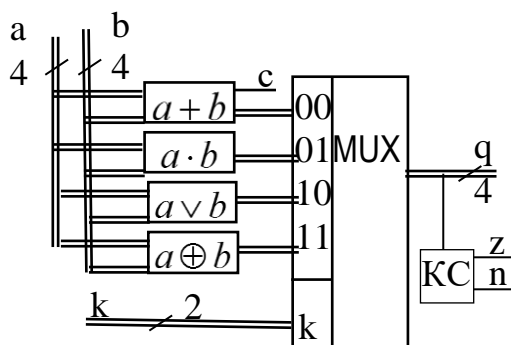 a b
4 4
c
a + b 00
a · b 01 MUX q
a ∨ b 10 4
a ⊕ b 11
КС z
n
k 2 k